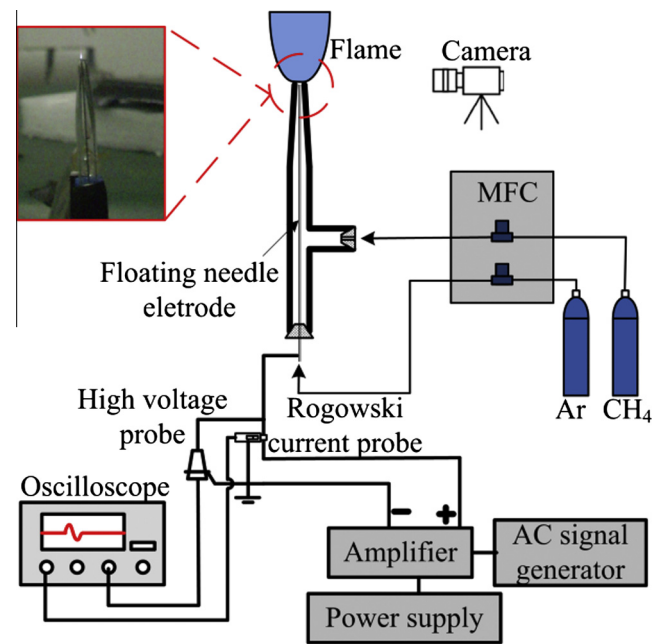 Flame
Camera
MFC
Floating needle
eletrode
Ar
CH₄
High voltage
probe
Rogowski
current probe
Oscilloscope
− +
Amplifier
AC signal
generator
Power supply